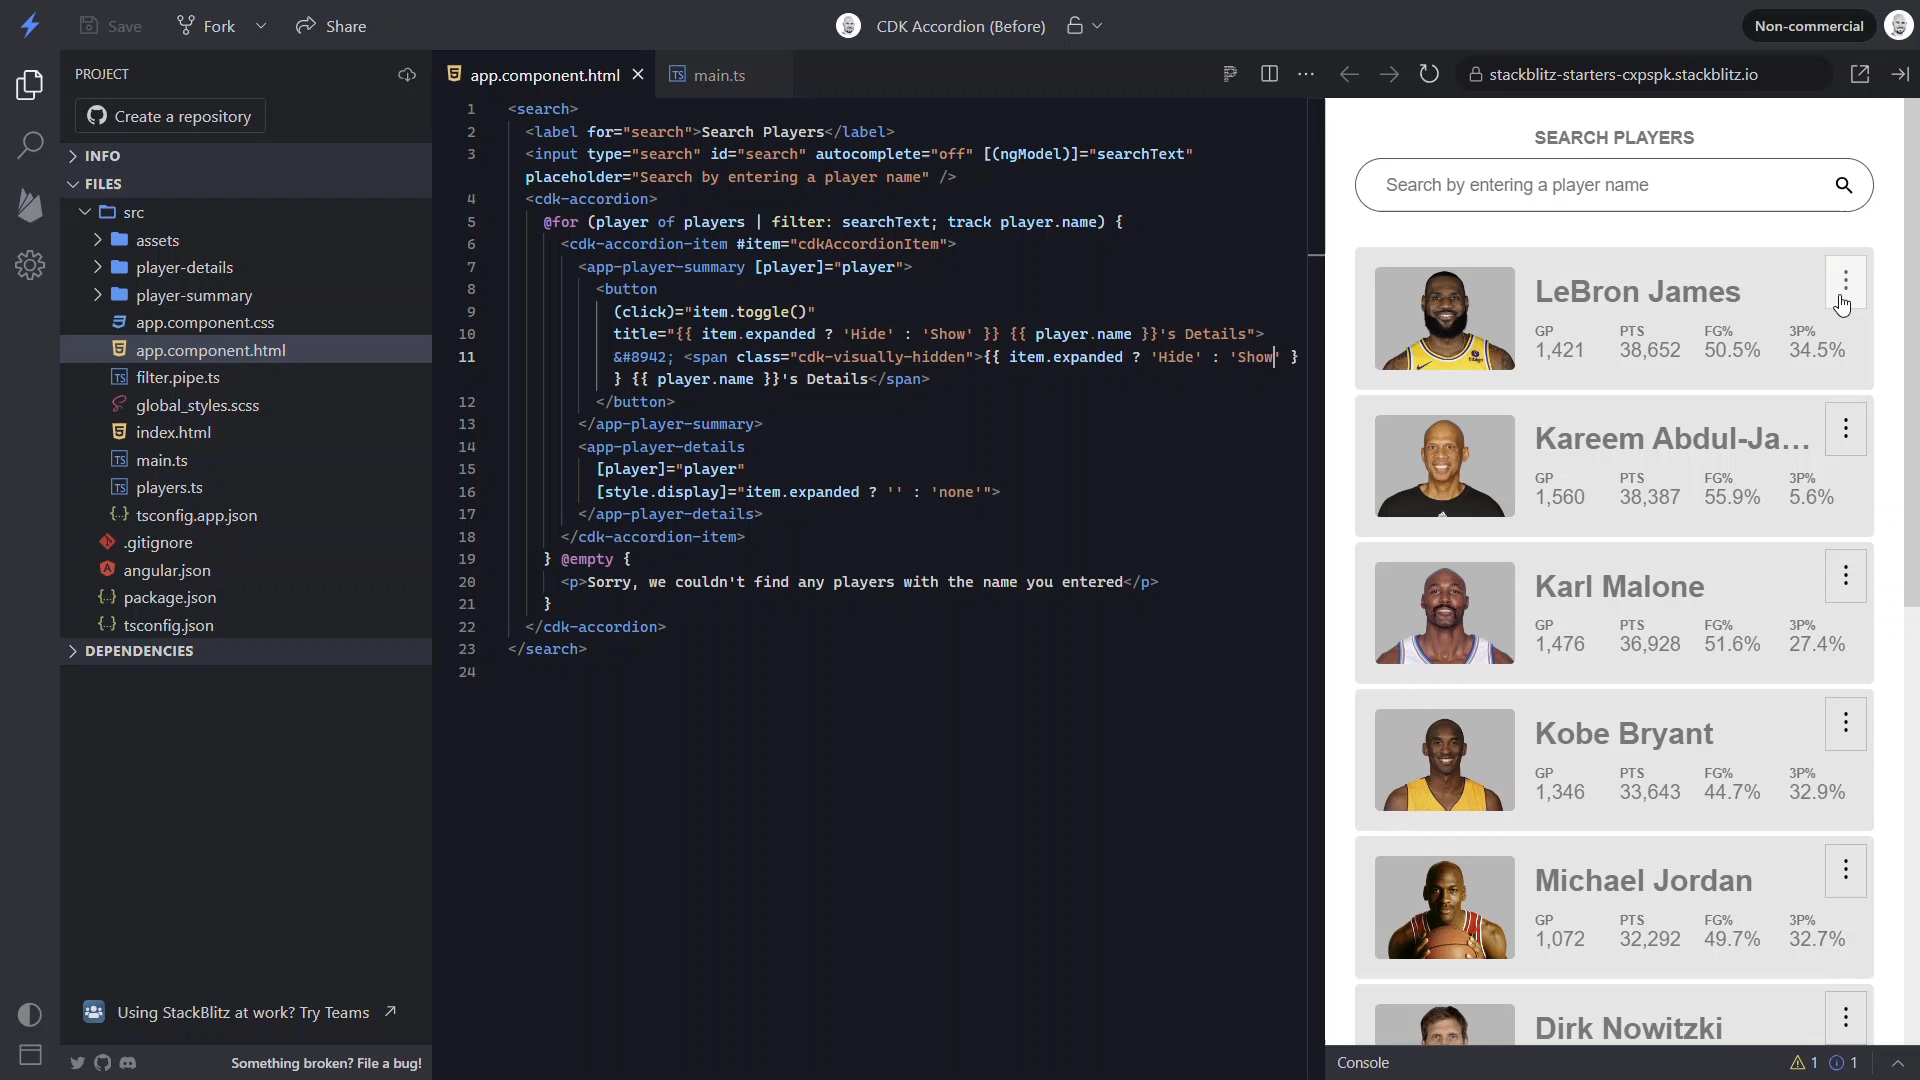 Save
Fork
Share
CDK Accordion (Before)
Non-commercial
PROJECT
Create a repository
INFO
FILES
src
assets
player-details
player-summary
app.component.css
app.component.html
filter.pipe.ts
global_styles.scss
index.html
main.ts
players.ts
tsconfig.app.json
.gitignore
angular.json
package.json
tsconfig.json
DEPENDENCIES
Using StackBlitz at work? Try Teams
Something broken? File a bug!
app.component.html
main.ts
1 <search>
2 <label for="search">Search Players</label>
3 <input type="search" id="search" autocomplete="off" [(ngModel)]="searchText"
placeholder="Search by entering a player name" />
4 <cdk-accordion>
5 @for (player of players | filter: searchText; track player.name) {
6 <cdk-accordion-item #item="cdkAccordionItem">
7 <app-player-summary [player]="player">
8 <button
9 (click)="item.toggle()"
10 title="{{ item.expanded ? 'Hide' : 'Show' }} {{ player.name }}'s Details">
11 &#8942; <span class="cdk-visually-hidden">{{ item.expanded ? 'Hide' : 'Show' }
} {{ player.name }}'s Details</span>
12 </button>
13 </app-player-summary>
14 <app-player-details
15 [player]="player"
16 [style.display]="item.expanded ? '' : 'none'">
17 </app-player-details>
18 </cdk-accordion-item>
19 } @empty {
20 <p>Sorry, we couldn't find any players with the name you entered</p>
21 }
22 </cdk-accordion>
23 </search>
24
stackblitz-starters-cxpspk.stackblitz.io
SEARCH PLAYERS
Search by entering a player name
LeBron James
GP PTS FG% 3P%
1,421 38,652 50.5% 34.5%
Kareem Abdul-Ja...
GP PTS FG% 3P%
1,560 38,387 55.9% 5.6%
Karl Malone
GP PTS FG% 3P%
1,476 36,928 51.6% 27.4%
Kobe Bryant
GP PTS FG% 3P%
1,346 33,643 44.7% 32.9%
Michael Jordan
GP PTS FG% 3P%
1,072 32,292 49.7% 32.7%
Dirk Nowitzki
Console
1 1